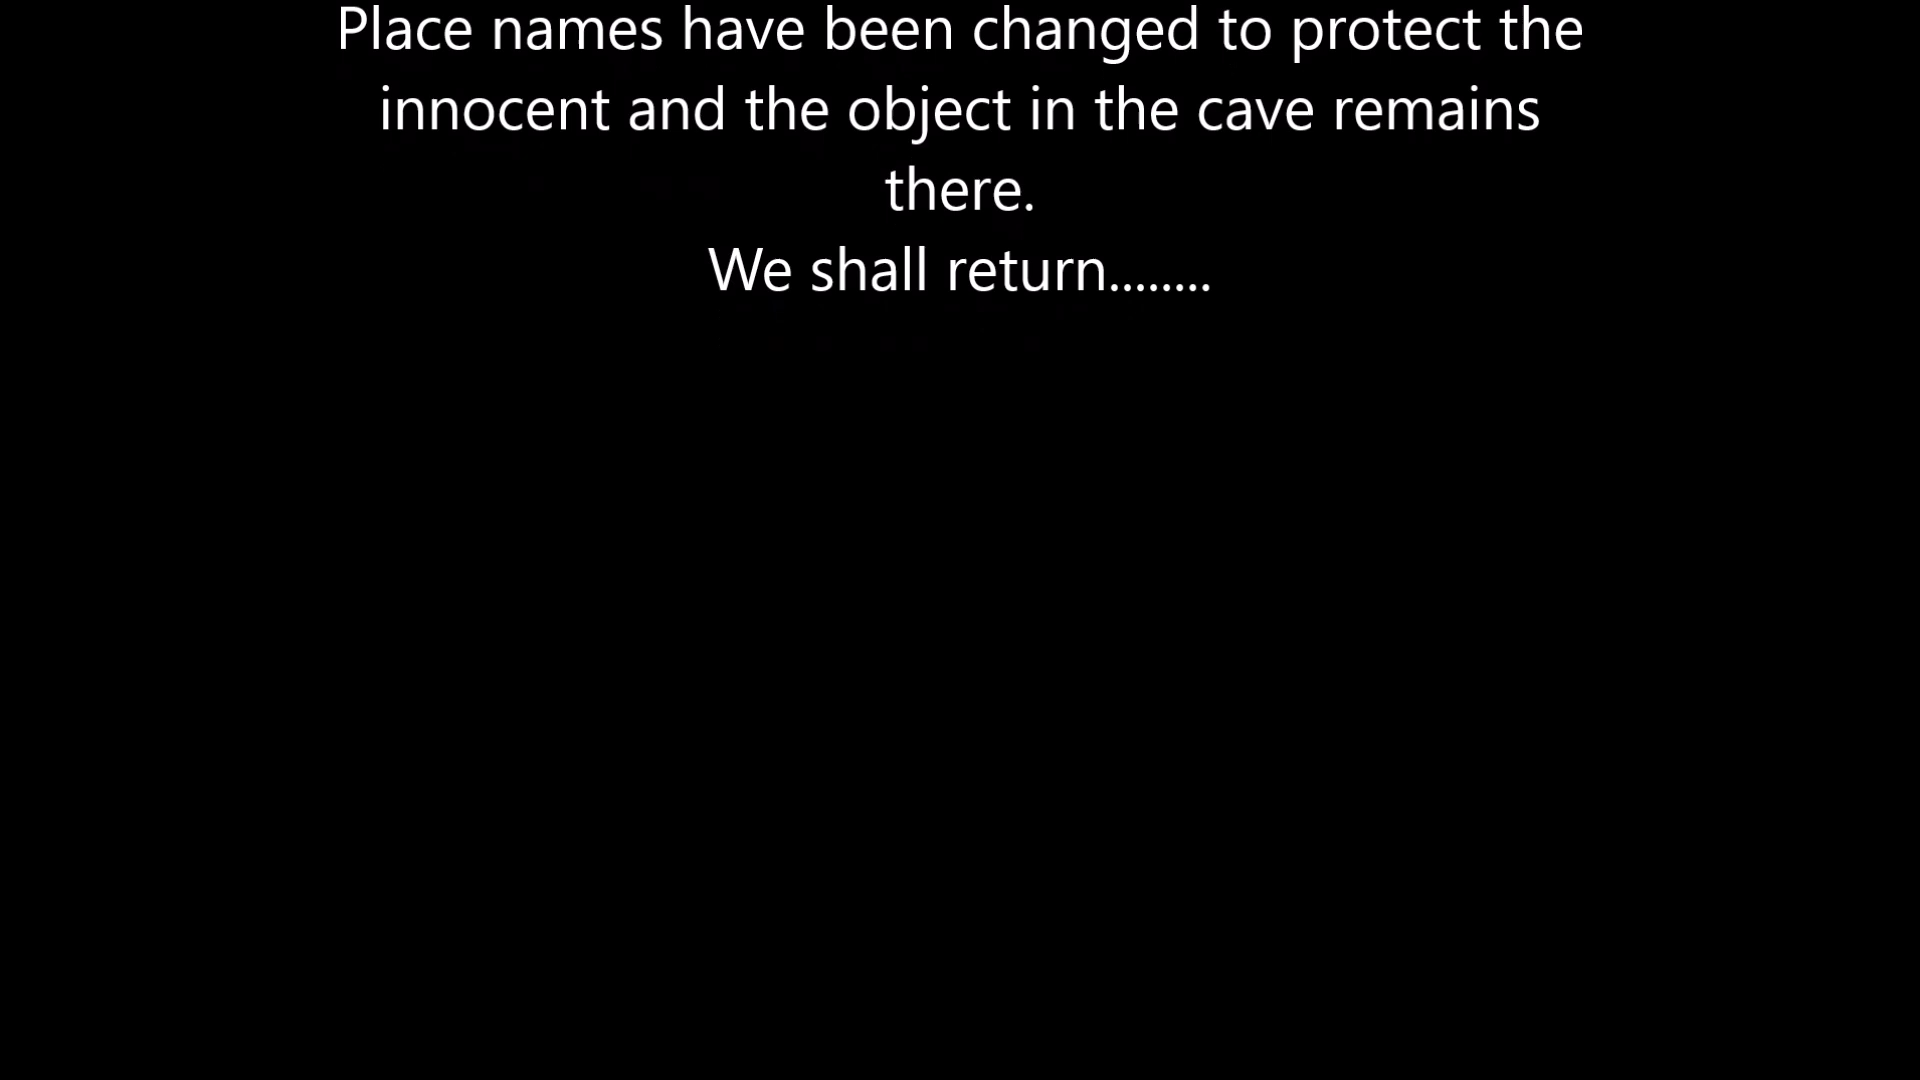 Place names have been changed to protect the
innocent and the object in the cave remains
there.
We shall return........